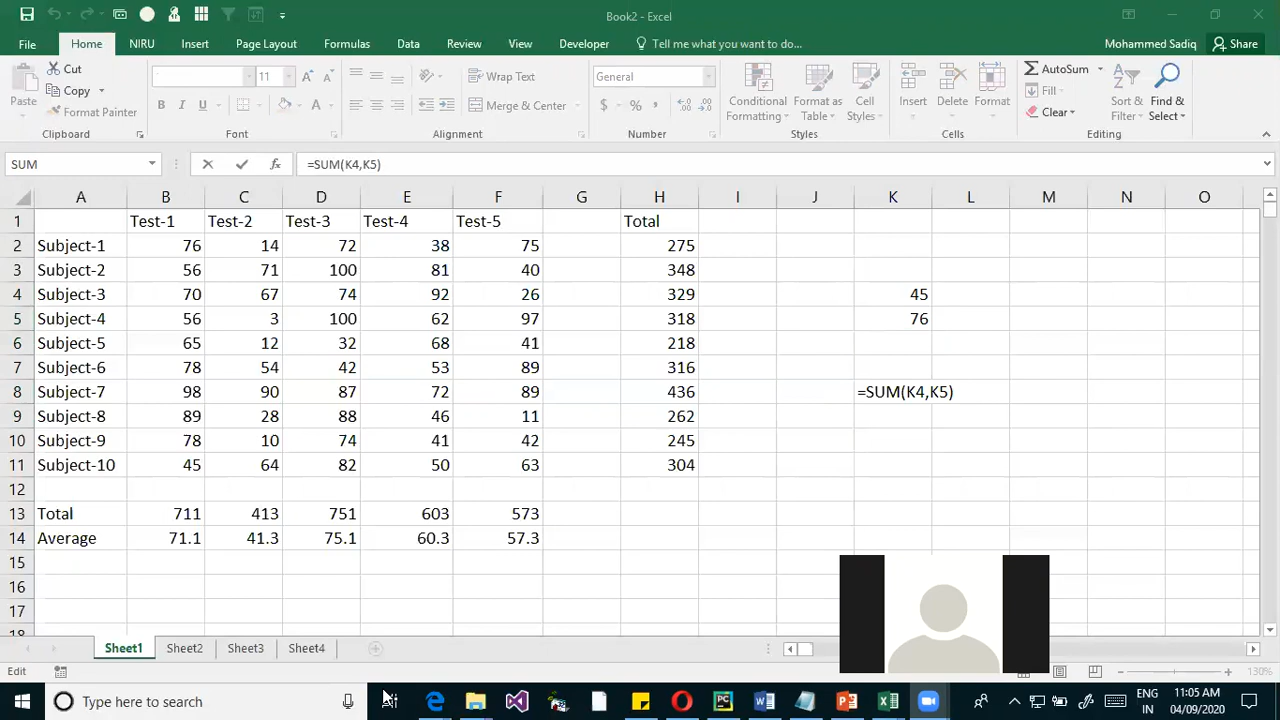 Book2 - Excel
File Home NIRU Insert Page Layout Formulas Data Review View Developer Tell me what you want to do... Mohammed Sadiq Share
Paste Cut Copy Format Painter Clipboard
11 B I U A A A Font
Wrap Text Merge & Center Alignment
General $ % Number
Conditional Formatting Format as Table Cell Styles Styles
Insert Delete Format Cells
AutoSum Fill Clear Sort & Filter Find & Select Editing
SUM fx =SUM(K4,K5)
A B C D E F G H I J K L M N O
1 Test-1 Test-2 Test-3 Test-4 Test-5 Total
2 Subject-1 76 14 72 38 75 275
3 Subject-2 56 71 100 81 40 348
4 Subject-3 70 67 74 92 26 329 45
5 Subject-4 56 3 100 62 97 318 76
6 Subject-5 65 12 32 68 41 218
7 Subject-6 78 54 42 53 89 316
8 Subject-7 98 90 87 72 89 436 =SUM(K4,K5)
9 Subject-8 89 28 88 46 11 262
10 Subject-9 78 10 74 41 42 245
11 Subject-10 45 64 82 50 63 304
12
13 Total 711 413 751 603 573
14 Average 71.1 41.3 75.1 60.3 57.3
15
16
17
18
Sheet1 Sheet2 Sheet3 Sheet4
Edit 130%
Type here to search ENG IN 11:05 AM 04/09/2020